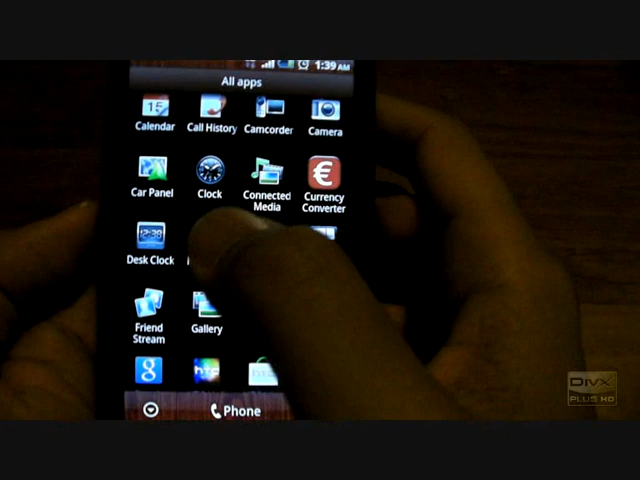 1:39 AM
All apps
15
Calendar
Call History
Camcorder
Camera
Car Panel
Clock
Connected
Media
€
Currency
Converter
12:38
Desk Clock
Friend
Stream
Gallery
g
htc
Phone
DIVX
PLUS HD